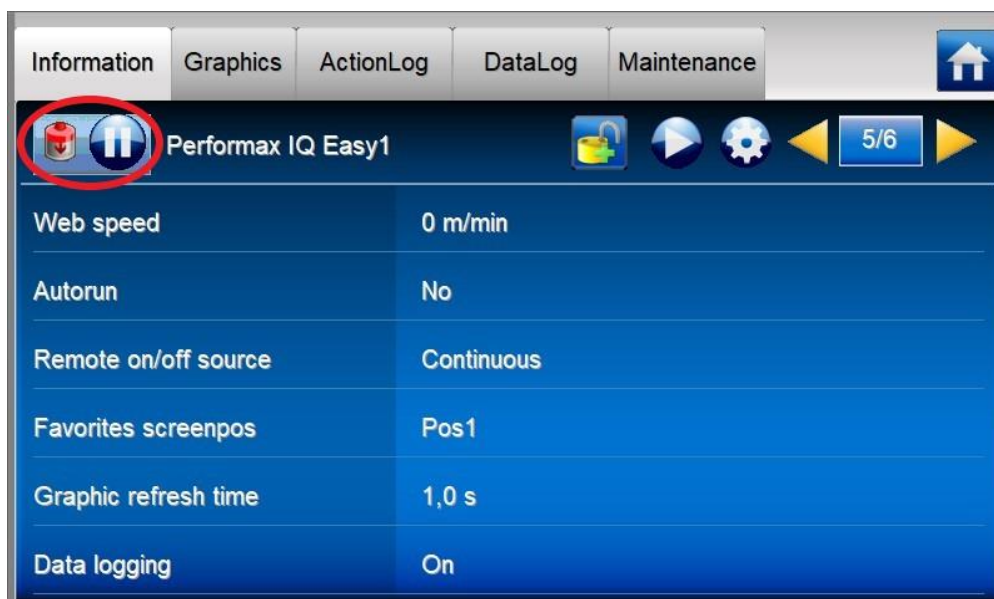 Information Graphics ActionLog DataLog Maintenance
Performax IQ Easy1 5/6
Web speed 0 m/min
Autorun No
Remote on/off source Continuous
Favorites screenpos Pos1
Graphic refresh time 1,0 s
Data logging On